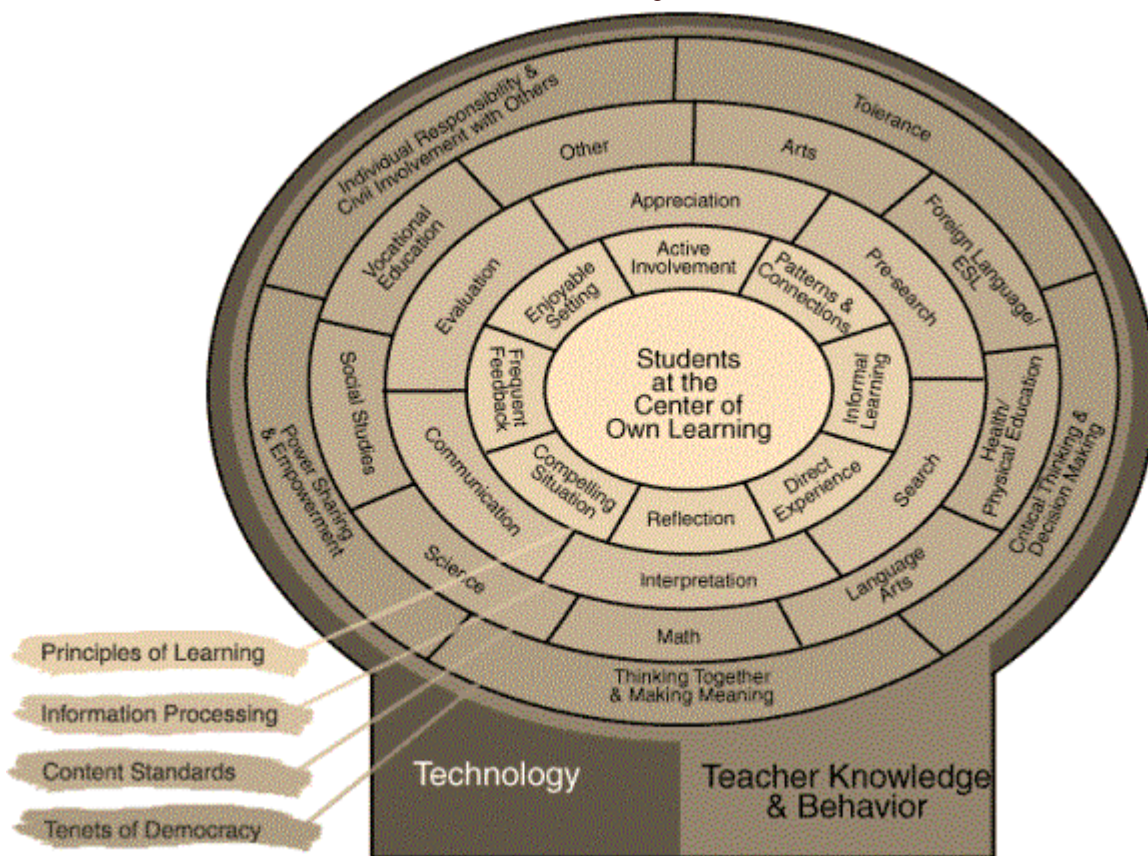 Individual Responsibility &
Civil Involvement with Others
Tolerance
Other
Arts
Vocational
Education
Foreign Language/
ESL
Appreciation
Evaluation
Pre-search
Active
Involvement
Enjoyable
Setting
Patterns &
Connections
Students
at the
Center of
Own Learning
Frequent
Feedback
Informal
Learning
Social Studies
Health/
Physical Education
Power Sharing
& Empowerment
Critical Thinking &
Decision Making
Communication
Search
Compelling
Situation
Direct
Experience
Reflection
Science
Interpretation
Language
Arts
Math
Thinking Together
& Making Meaning
Principles of Learning
Information Processing
Content Standards
Tenets of Democracy
Technology
Teacher Knowledge
& Behavior